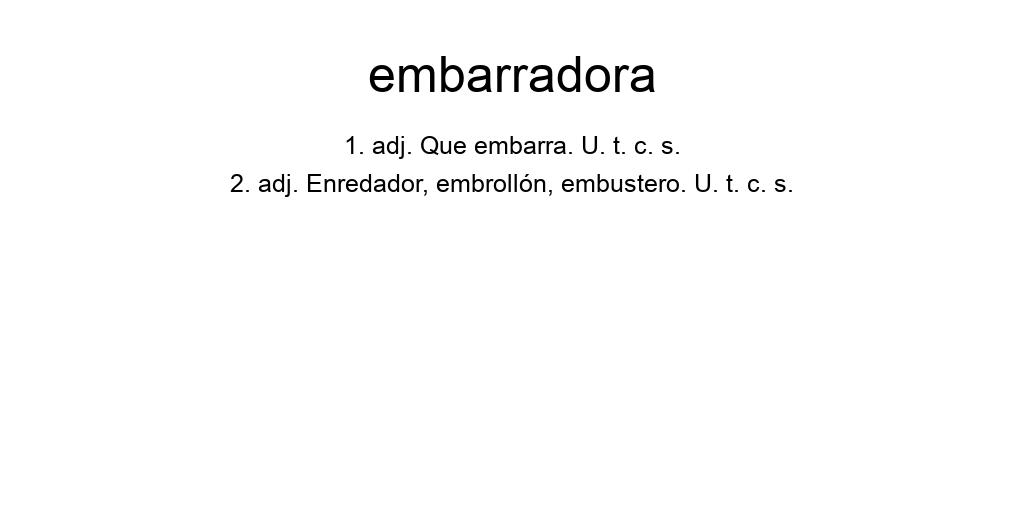 embarradora
1. adj. Que embarra. U. t. c. s.
2. adj. Enredador, embrollón, embustero. U. t. c. s.